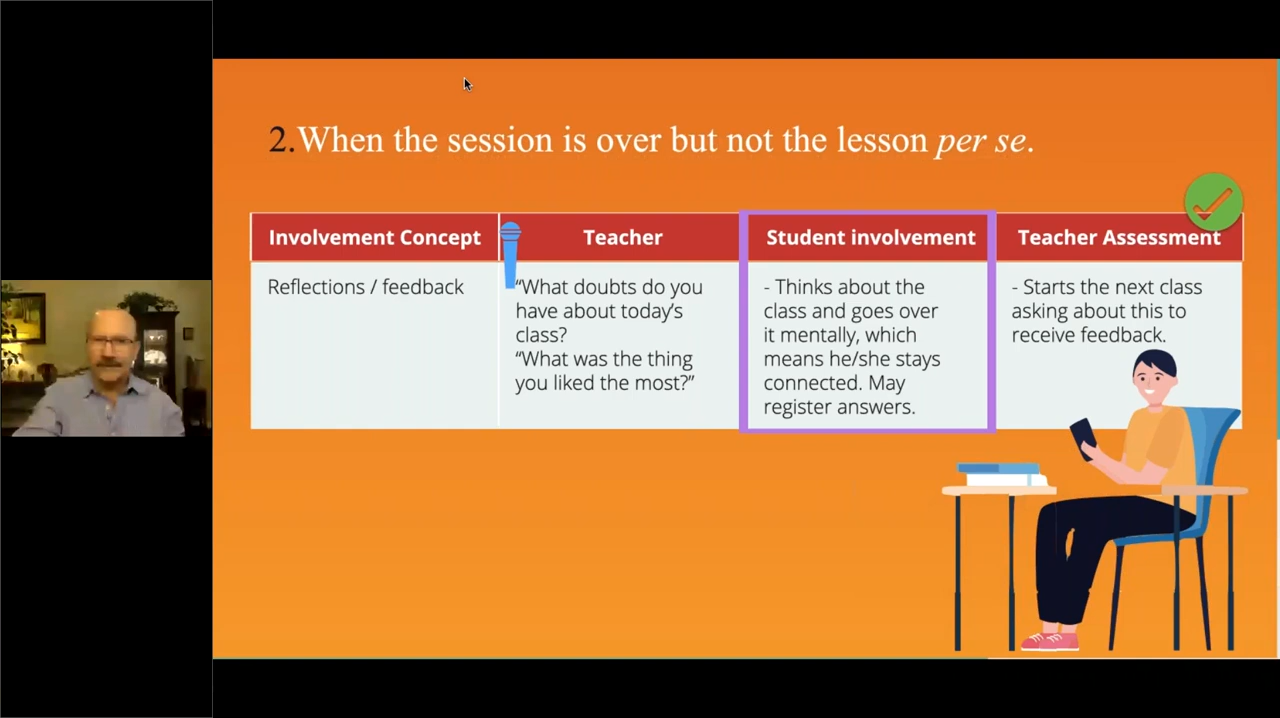 2.When the session is over but not the lesson per se.
Involvement Concept
Teacher
Student involvement
Teacher Assessment
Reflections / feedback
“What doubts do you
have about today’s
class?
“What was the thing
you liked the most?”
- Thinks about the
class and goes over
it mentally, which
means he/she stays
connected. May
register answers.
- Starts the next class
asking about this to
receive feedback.